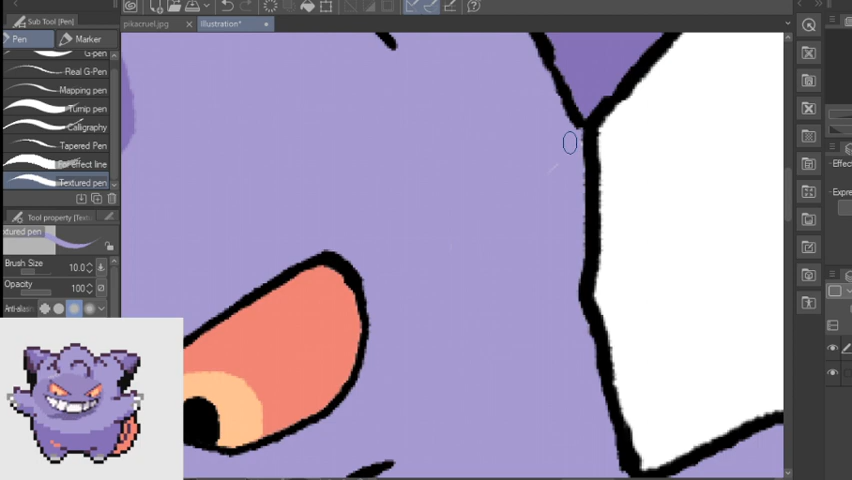 Sub Tool [Pen]
pikacruel.jpg
Illustration*
Pen
Marker
G-pen
Real G-Pen
Mapping pen
Turnip pen
Calligraphy
Tapered Pen
For effect line
Textured pen
Tool property [Text
xtured pen
Brush Size
10.0
Opacity
100
Anti-alias
Effect
Expre